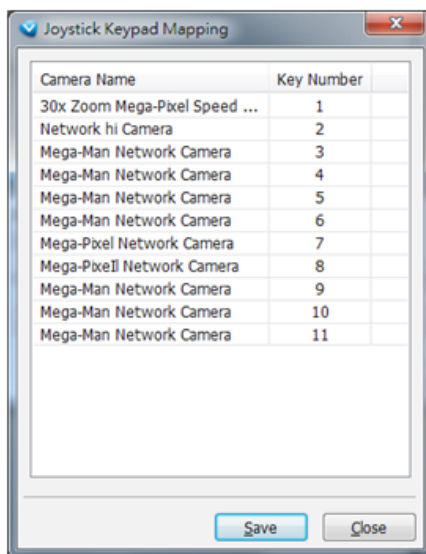 Joystick Keypad Mapping
Camera Name Key Number
30x Zoom Mega-Pixel Speed ... 1
Network hi Camera 2
Mega-Man Network Camera 3
Mega-Man Network Camera 4
Mega-Man Network Camera 5
Mega-Man Network Camera 6
Mega-Pixel Network Camera 7
Mega-PixeIl Network Camera 8
Mega-Man Network Camera 9
Mega-Man Network Camera 10
Mega-Man Network Camera 11
Save Close